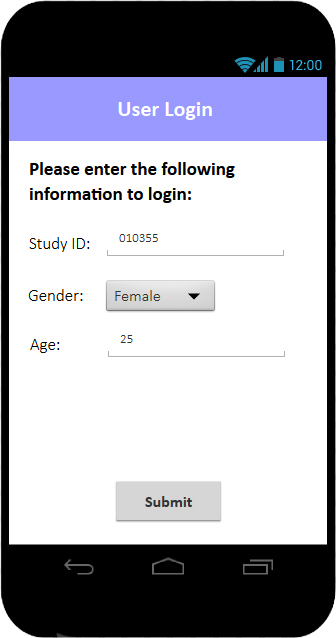 12:00
User Login
Please enter the following
information to login:
Study ID: 010355
Gender: Female
Age: 25
Submit